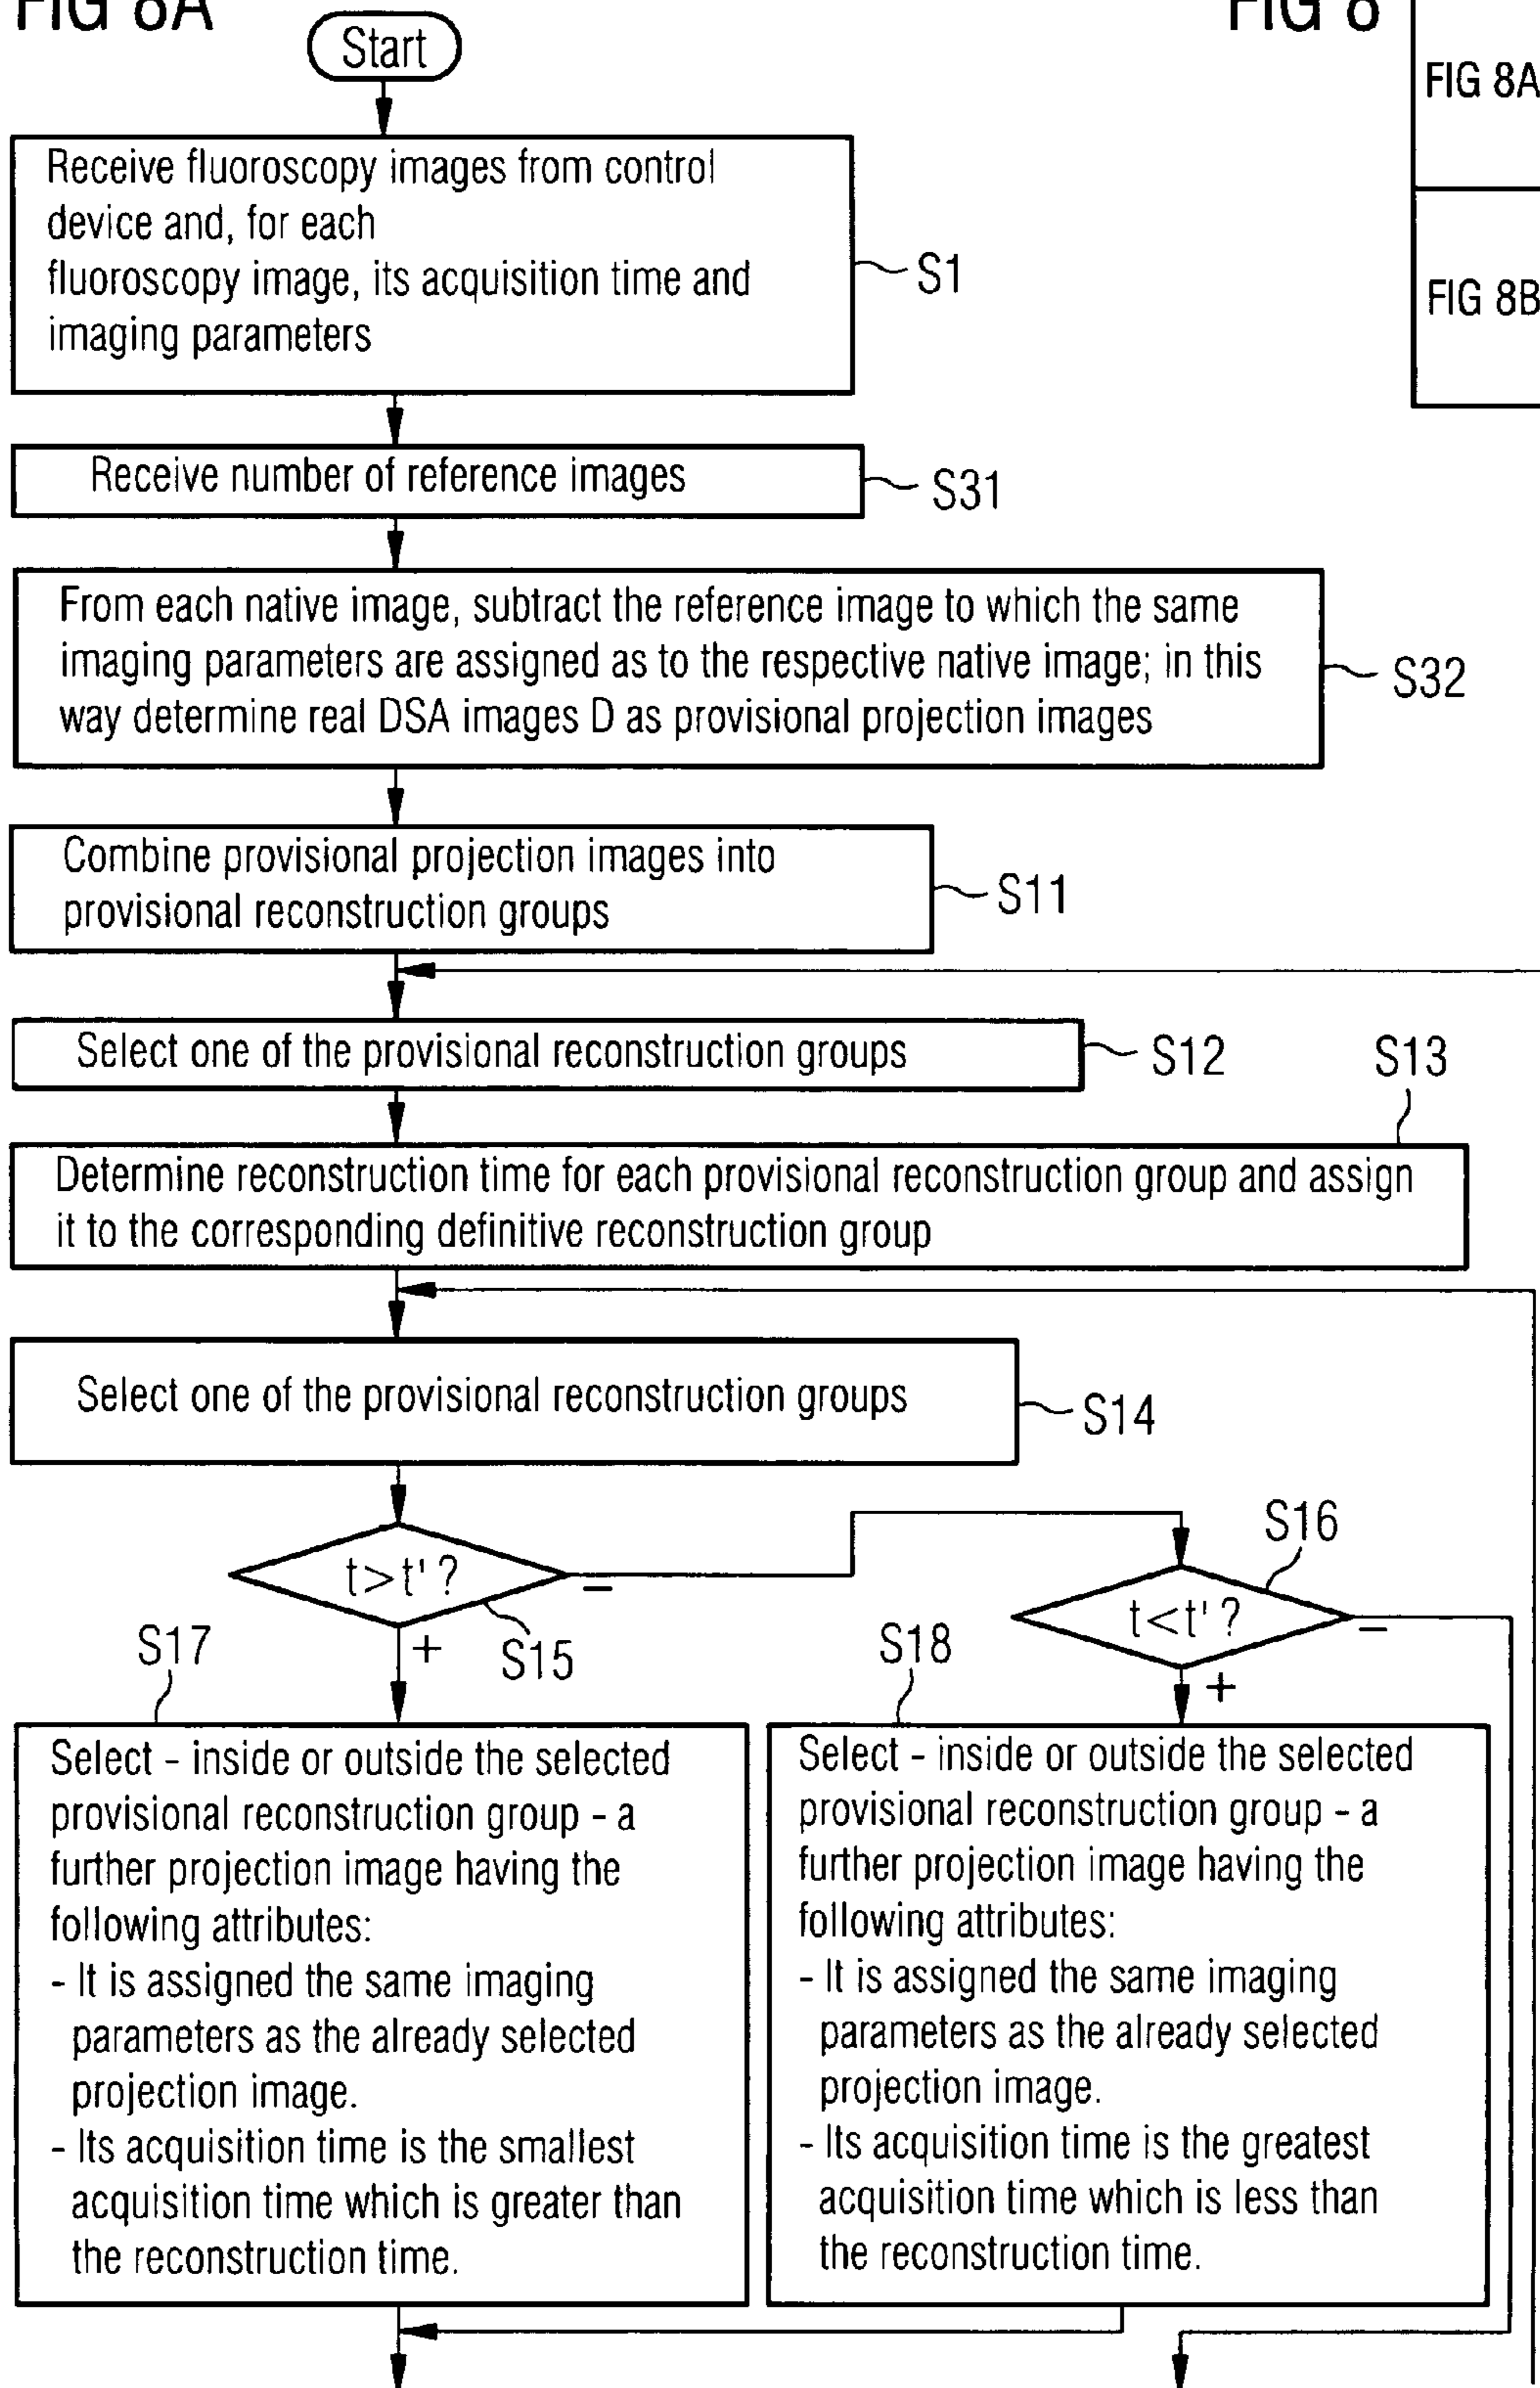 FIG 8A
FIG 8
Start
FIG 8A
FIG 8B
Receive fluoroscopy images from control
device and, for each
fluoroscopy image, its acquisition time and
imaging parameters
S1
Receive number of reference images
S31
From each native image, subtract the reference image to which the same
imaging parameters are assigned as to the respective native image; in this
way determine real DSA images D as provisional projection images
S32
Combine provisional projection images into
provisional reconstruction groups
S11
Select one of the provisional reconstruction groups
S12
S13
Determine reconstruction time for each provisional reconstruction group and assign
it to the corresponding definitive reconstruction group
Select one of the provisional reconstruction groups
S14
t>t' ?
–
S15
+
S16
t<t' ?
–
+
S17
Select - inside or outside the selected
provisional reconstruction group - a
further projection image having the
following attributes:
- It is assigned the same imaging
parameters as the already selected
projection image.
- Its acquisition time is the smallest
acquisition time which is greater than
the reconstruction time.
S18
Select - inside or outside the selected
provisional reconstruction group - a
further projection image having the
following attributes:
- It is assigned the same imaging
parameters as the already selected
projection image.
- Its acquisition time is the greatest
acquisition time which is less than
the reconstruction time.